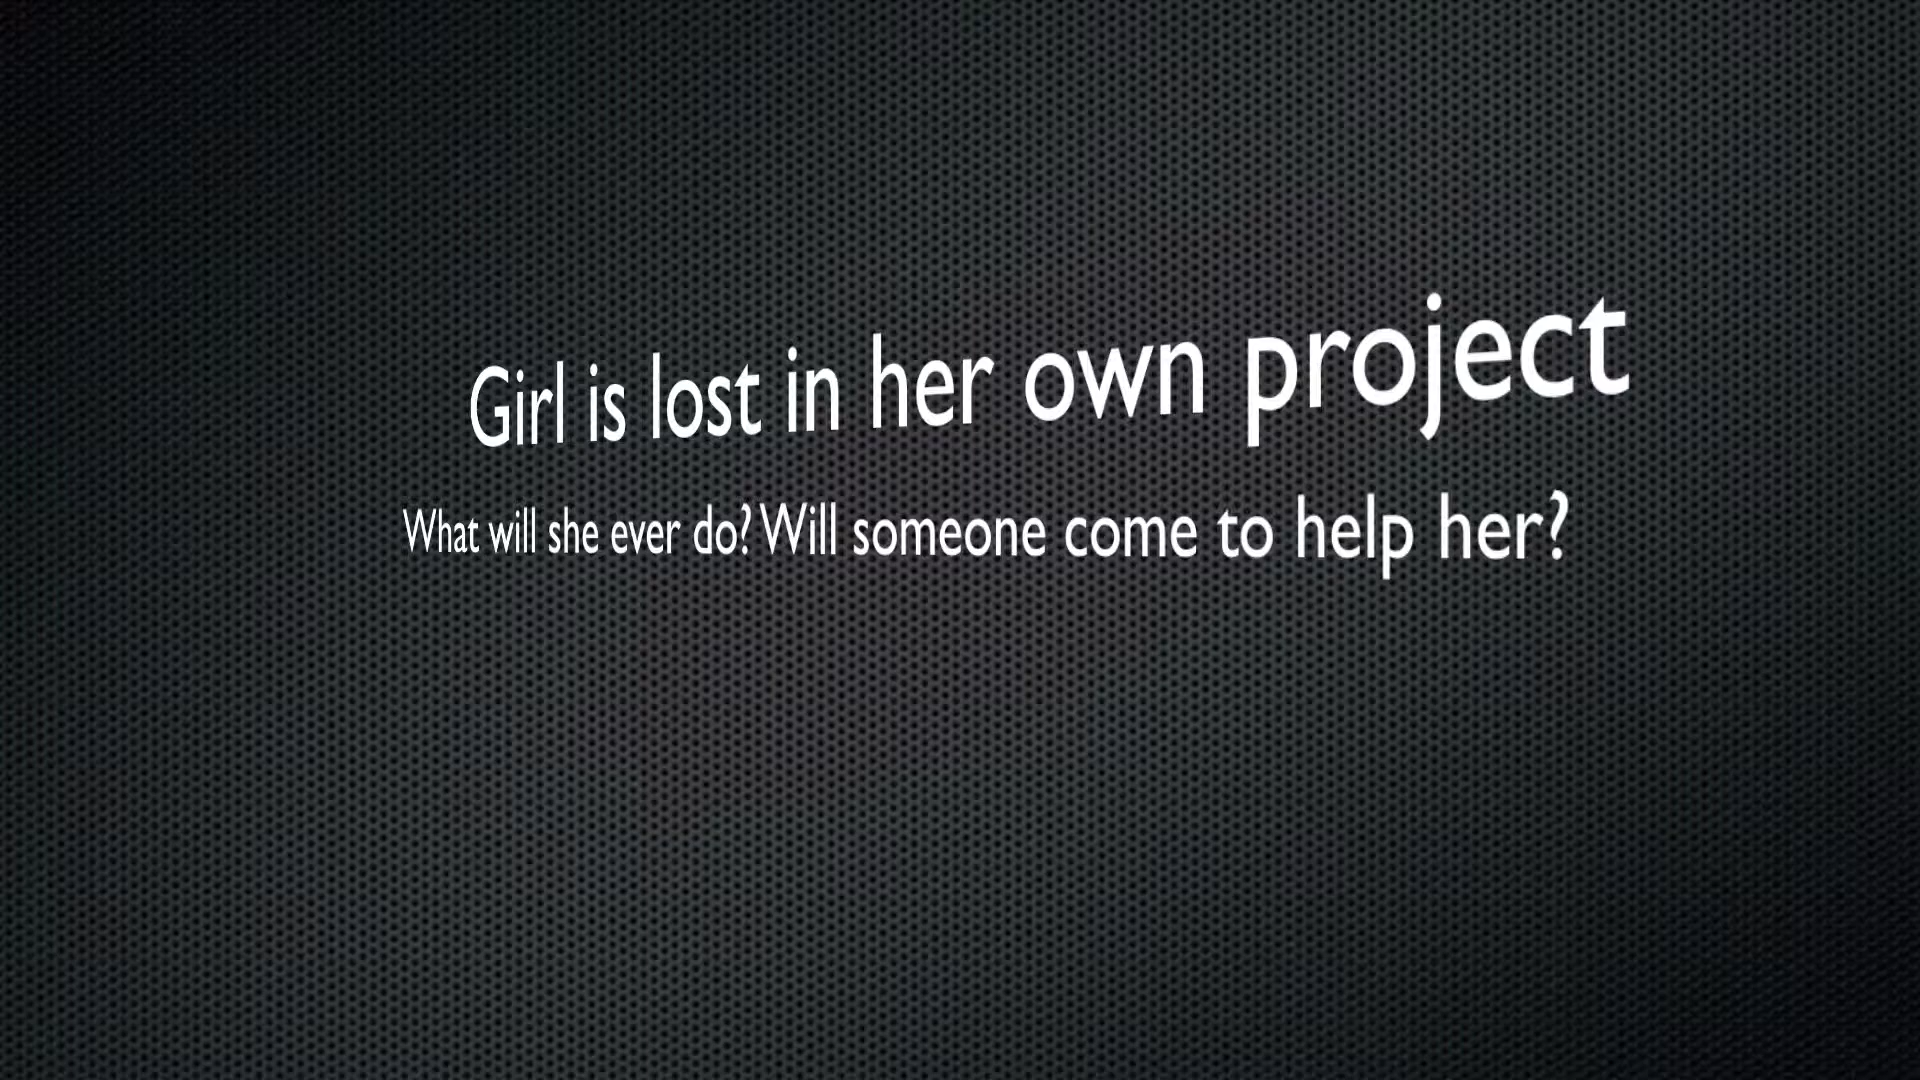 Girl is lost in her own project
What will she ever do? Will someone come to help her?